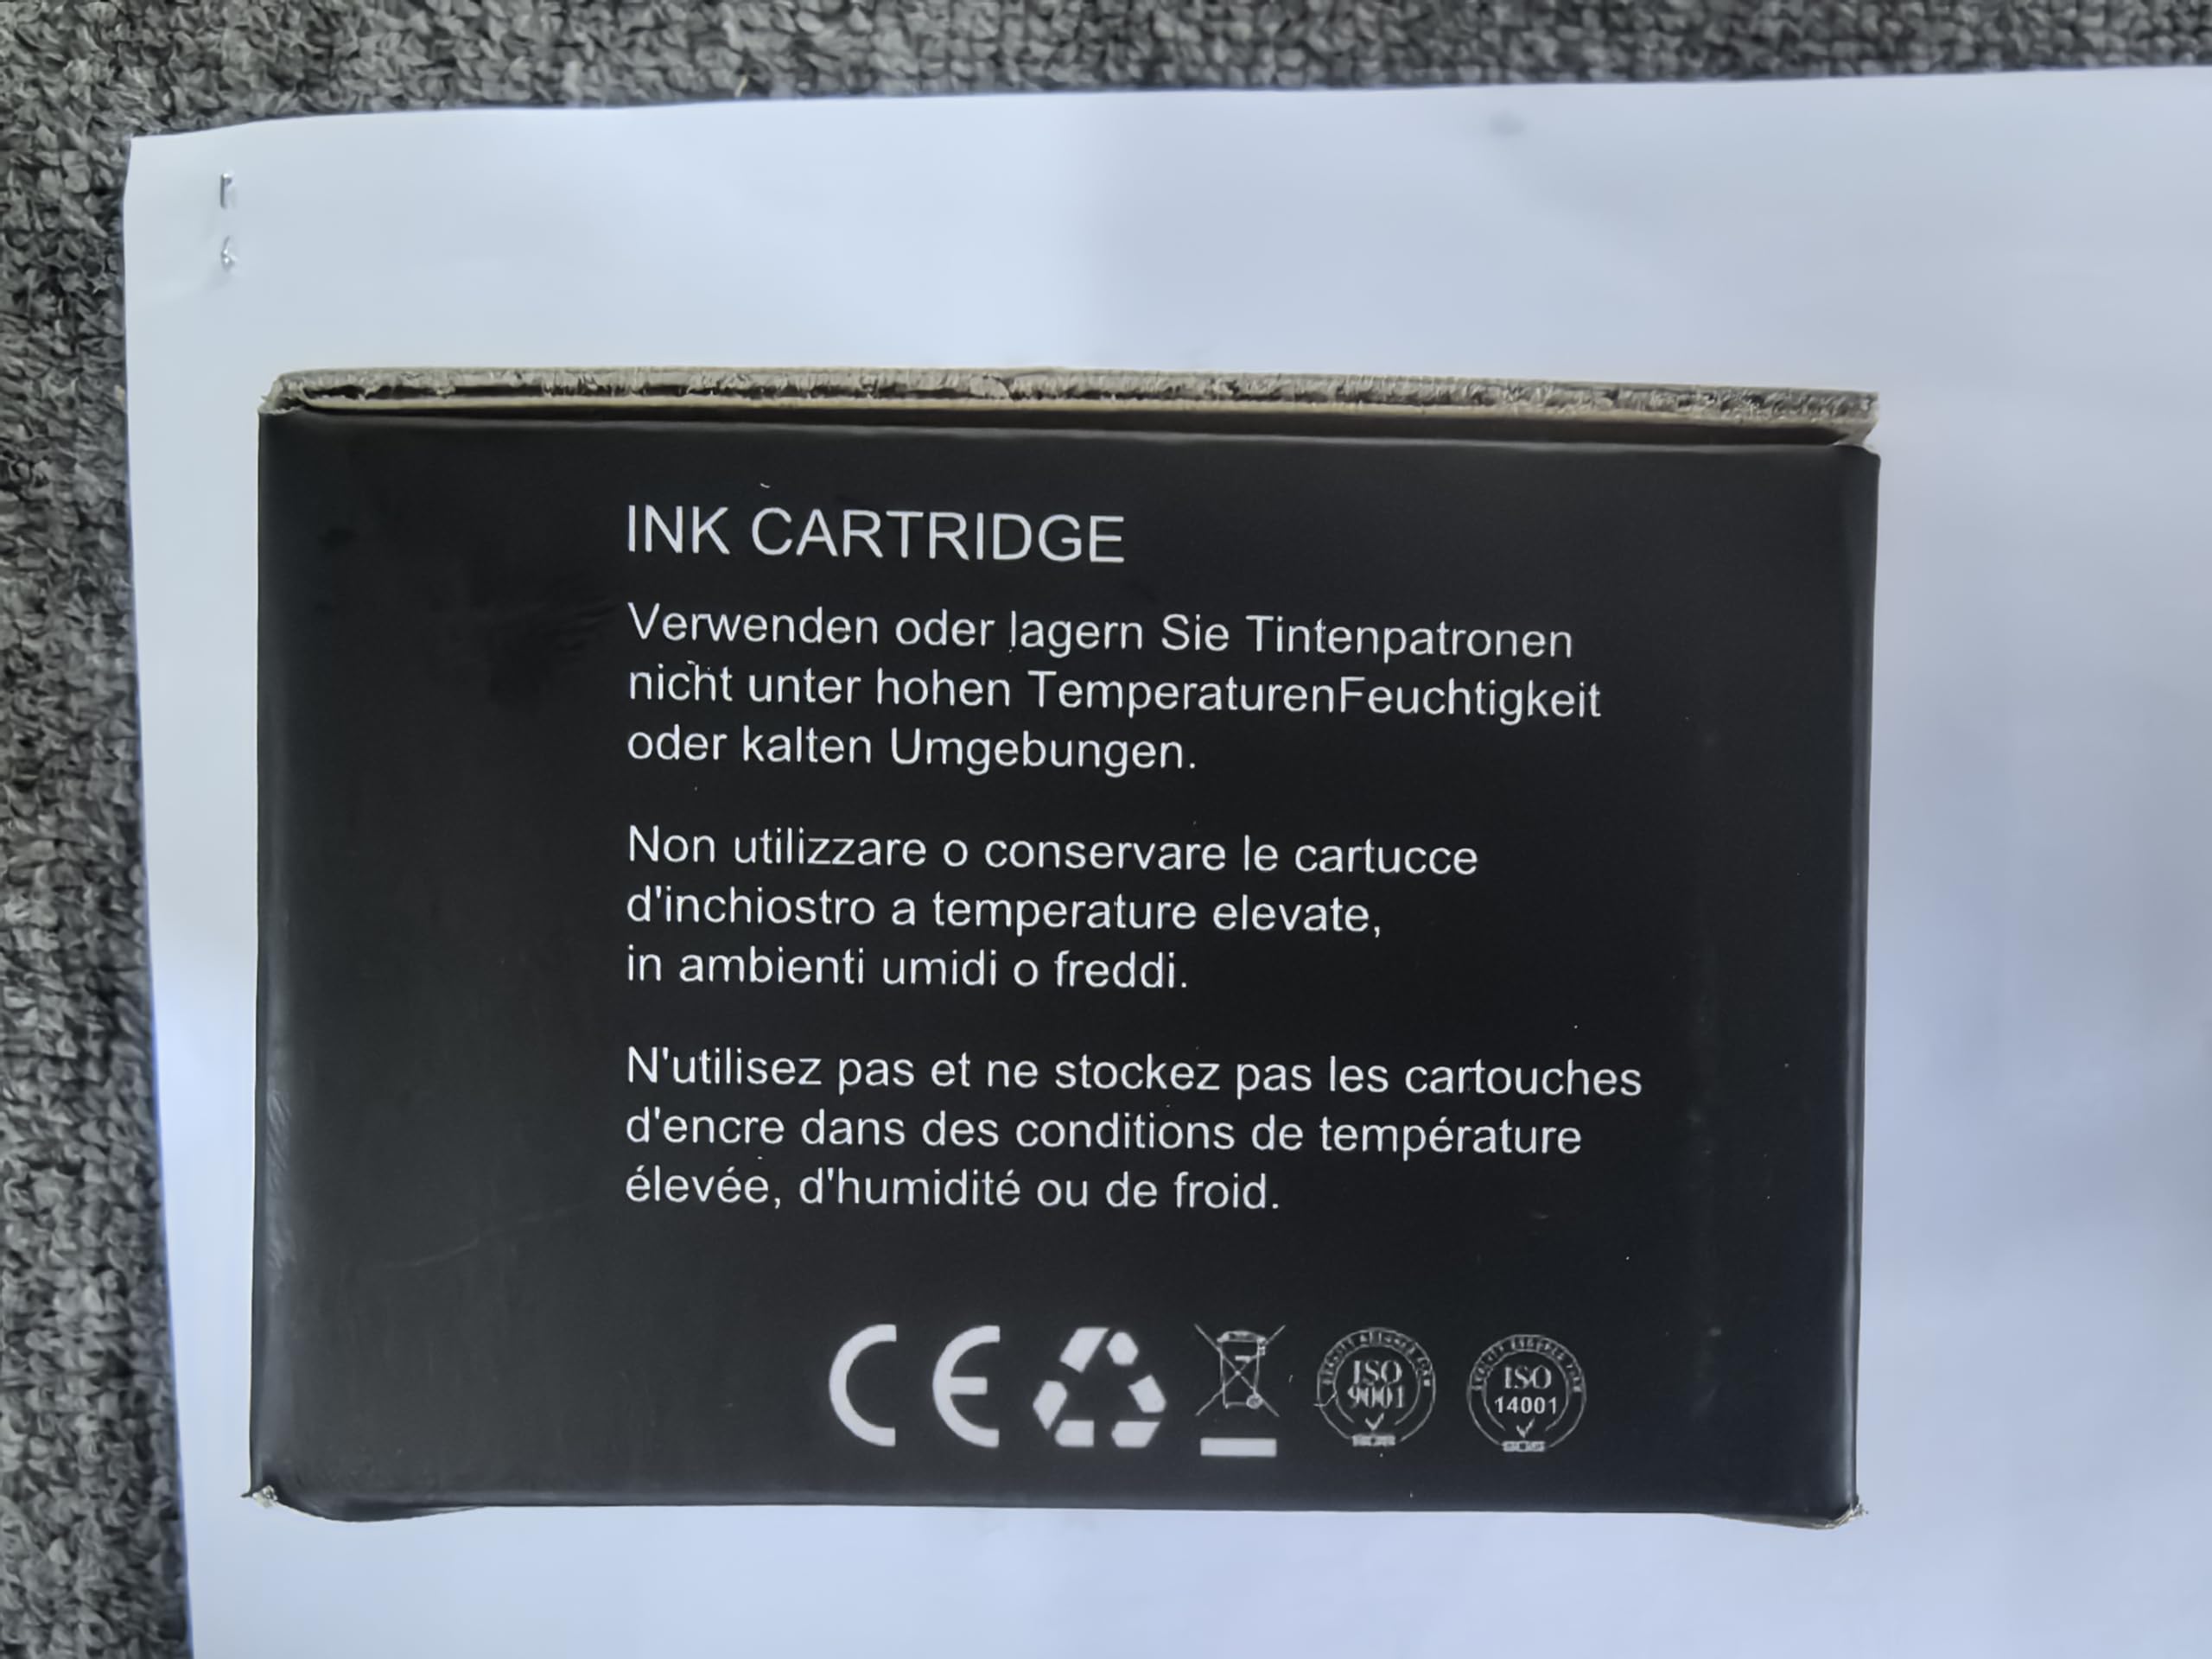 INK CARTRIDGE
Verwenden oder lagern Sie Tintenpatronen
nicht unter hohen TemperaturenFeuchtigkeit
oder kalten Umgebungen.
Non utilizzare o conservare le cartucce
d'inchiostro a temperature elevate,
in ambienti umidi o freddi.
N'utilisez pas et ne stockez pas les cartouches
d'encre dans des conditions de température
élevée, d'humidité ou de froid.
CE
ISO
9001
ISO
14001